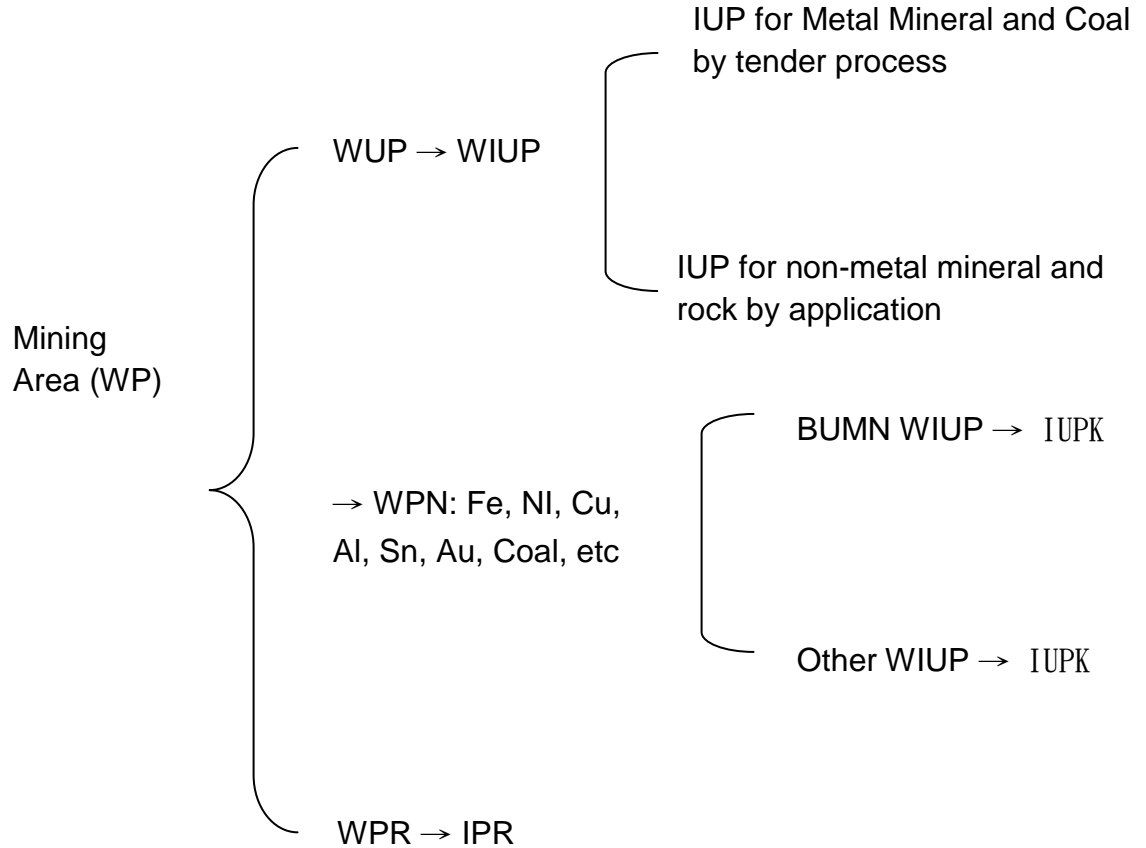 IUP for Metal Mineral and Coal
by tender process
WUP → WIUP
IUP for non-metal mineral and
rock by application
Mining
Area (WP)
BUMN WIUP → IUPK
→ WPN: Fe, NI, Cu,
Al, Sn, Au, Coal, etc
Other WIUP → IUPK
WPR → IPR